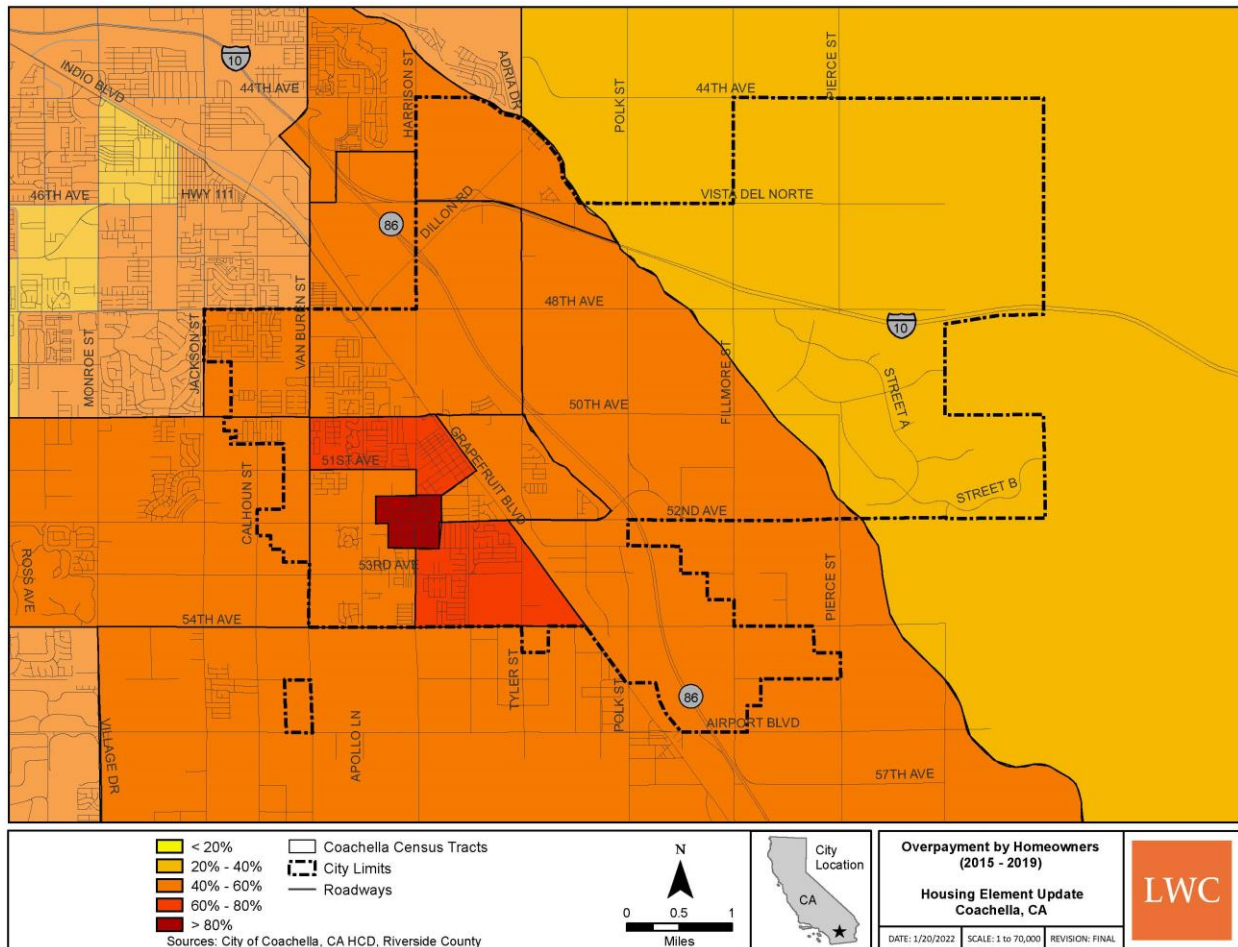 10
44TH AVE
INDIO BLVD
HARRISON ST
ADRIA DR
POLK ST
44TH AVE
PIERCE ST
46TH AVE
HWY 111
86
DILLON RD
VISTA DEL NORTE
MONROE ST
JACKSON ST
VAN BUREN ST
48TH AVE
10
FILLMORE ST
STREET A
50TH AVE
CALHOUN ST
51ST AVE
GRAPEFRUIT BLVD
STREET B
52ND AVE
ROSS AVE
53RD AVE
PIERCE ST
54TH AVE
TYLER ST
POLK ST
86
AIRPORT BLVD
VILLAGE DR
APOLLO LN
57TH AVE
< 20%
20% - 40%
40% - 60%
60% - 80%
> 80%
Coachella Census Tracts
City Limits
Roadways
Sources: City of Coachella, CA HCD, Riverside County
N
0 0.5 1
Miles
City
Location
CA
Overpayment by Homeowners
(2015 - 2019)
Housing Element Update
Coachella, CA
DATE: 1/20/2022 SCALE: 1 to 70,000 REVISION: FINAL
LWC